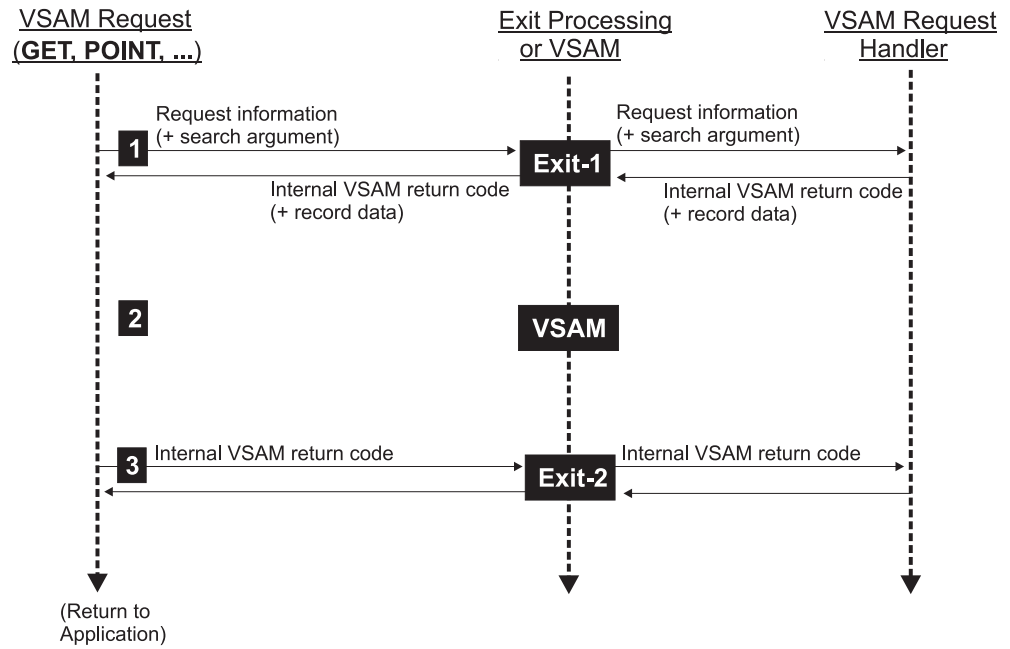 VSAM Request
(GET, POINT, ...)
Exit Processing
or VSAM
VSAM Request
Handler
Request information
(+ search argument)
Request information
(+ search argument)
1
Exit-1
Internal VSAM return code
(+ record data)
Internal VSAM return code
(+ record data)
2
VSAM
3
Internal VSAM return code
Internal VSAM return code
Exit-2
(Return to
Application)